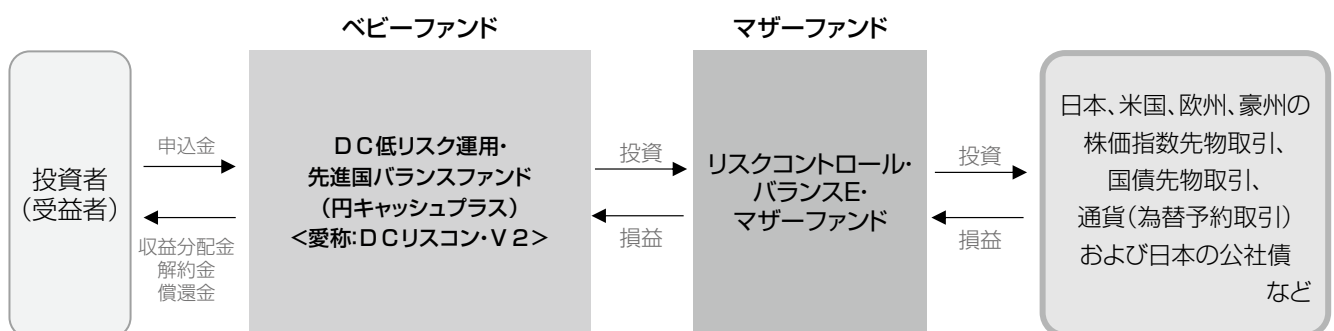 ベビーファンド
マザーファンド
投資者
(受益者)
申込金
収益分配金
解約金
償還金
DC低リスク運用・
先進国バランスファンド
(円キャッシュプラス)
<愛称:DCリスコン・V2>
投資
損益
リスクコントロール・
バランスE・
マザーファンド
投資
損益
日本、米国、欧州、豪州の
株価指数先物取引、
国債先物取引、
通貨(為替予約取引)
および日本の公社債
など